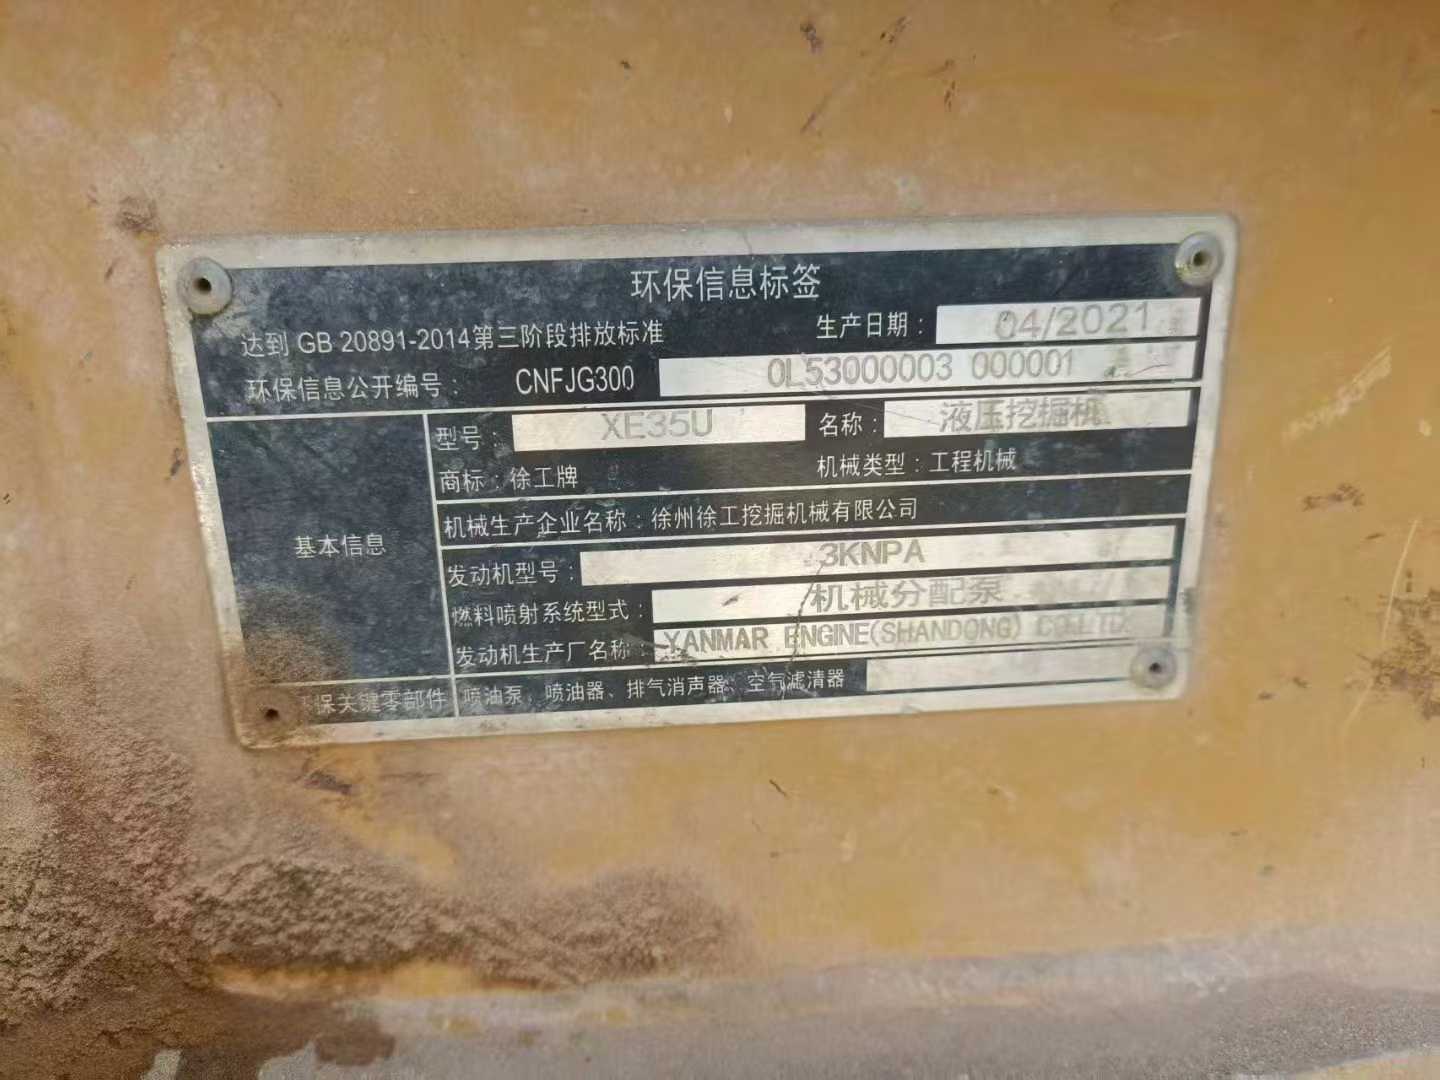 环保信息标签
达到 GB 20891-2014第三阶段排放标准 生产日期：04/2021
环保信息公开编号：CNFJG300 0L53000003 000001
型号：XE35U 名称：液压挖掘机
商标：徐工牌 机械类型：工程机械
机械生产企业名称：徐州徐工挖掘机械有限公司
基本信息
发动机型号：3KNPA
燃料喷射系统型式：机械分配泵
发动机生产厂名称：YANMAR ENGINE(SHANDONG) CO.LTD
保关键零部件 喷油泵、喷油器、排气消声器、空气滤清器